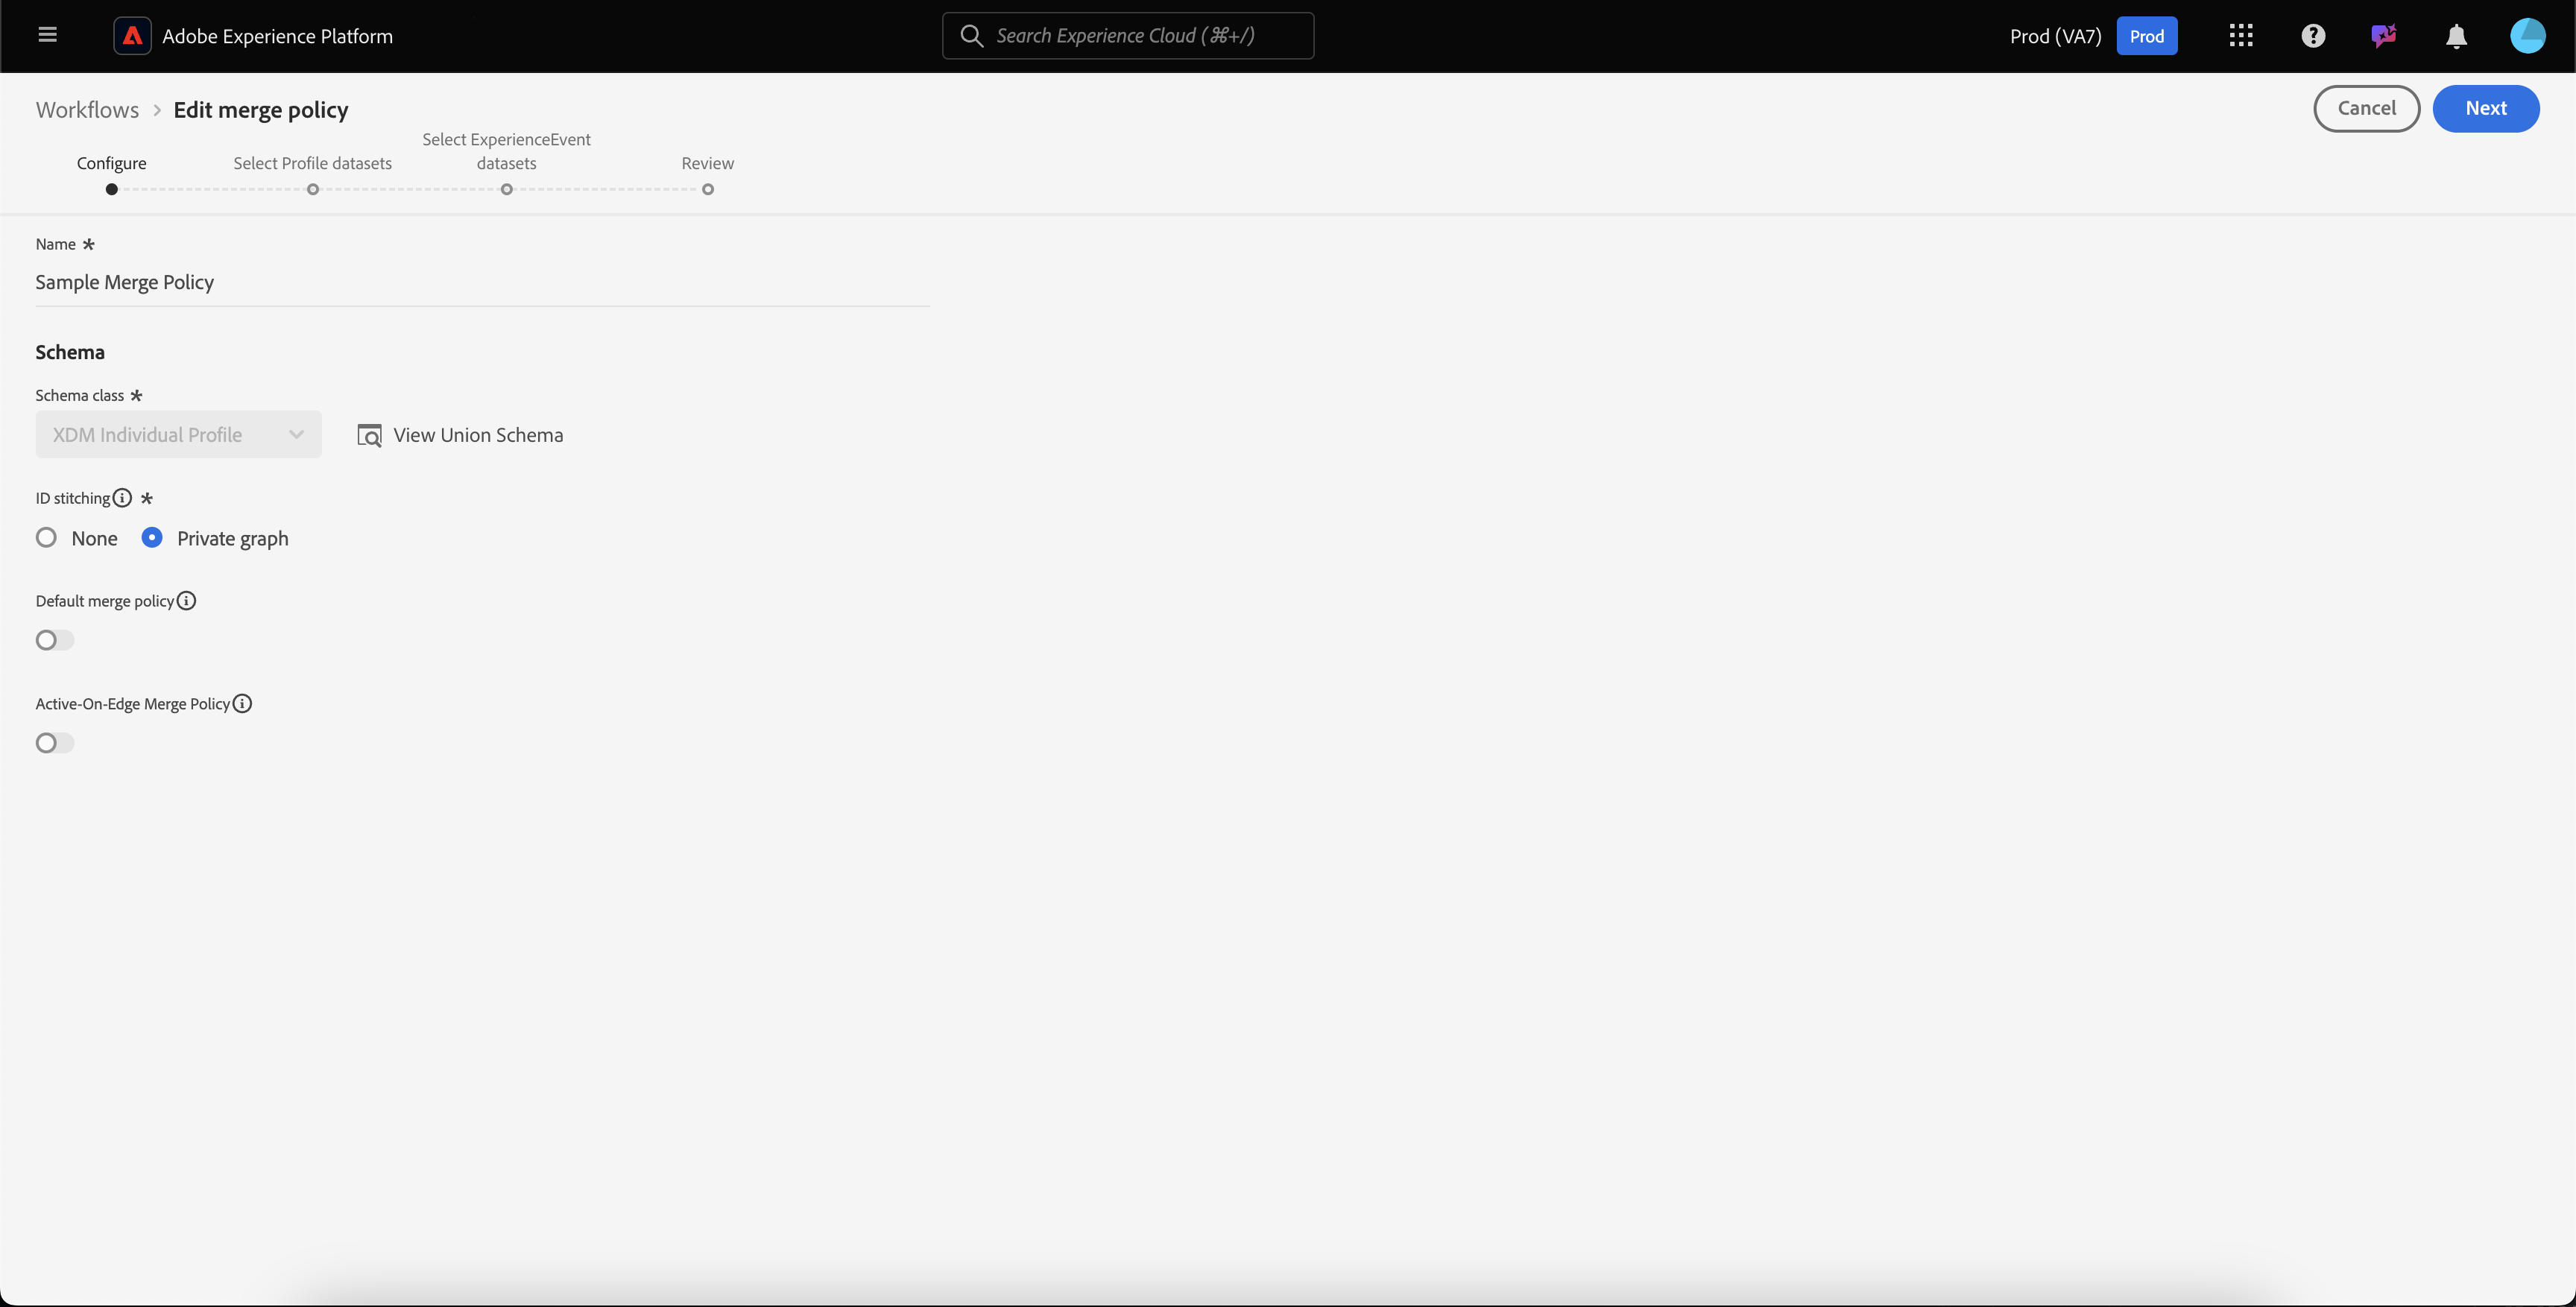 Adobe Experience Platform
Search Experience Cloud (⌘+/)
Prod (VA7)
Prod
Workflows > Edit merge policy
Cancel
Next
Configure
Select Profile datasets
Select ExperienceEvent
datasets
Review
Name *
Sample Merge Policy
Schema
Schema class *
XDM Individual Profile
View Union Schema
ID stitching *
None
Private graph
Default merge policy
Active-On-Edge Merge Policy